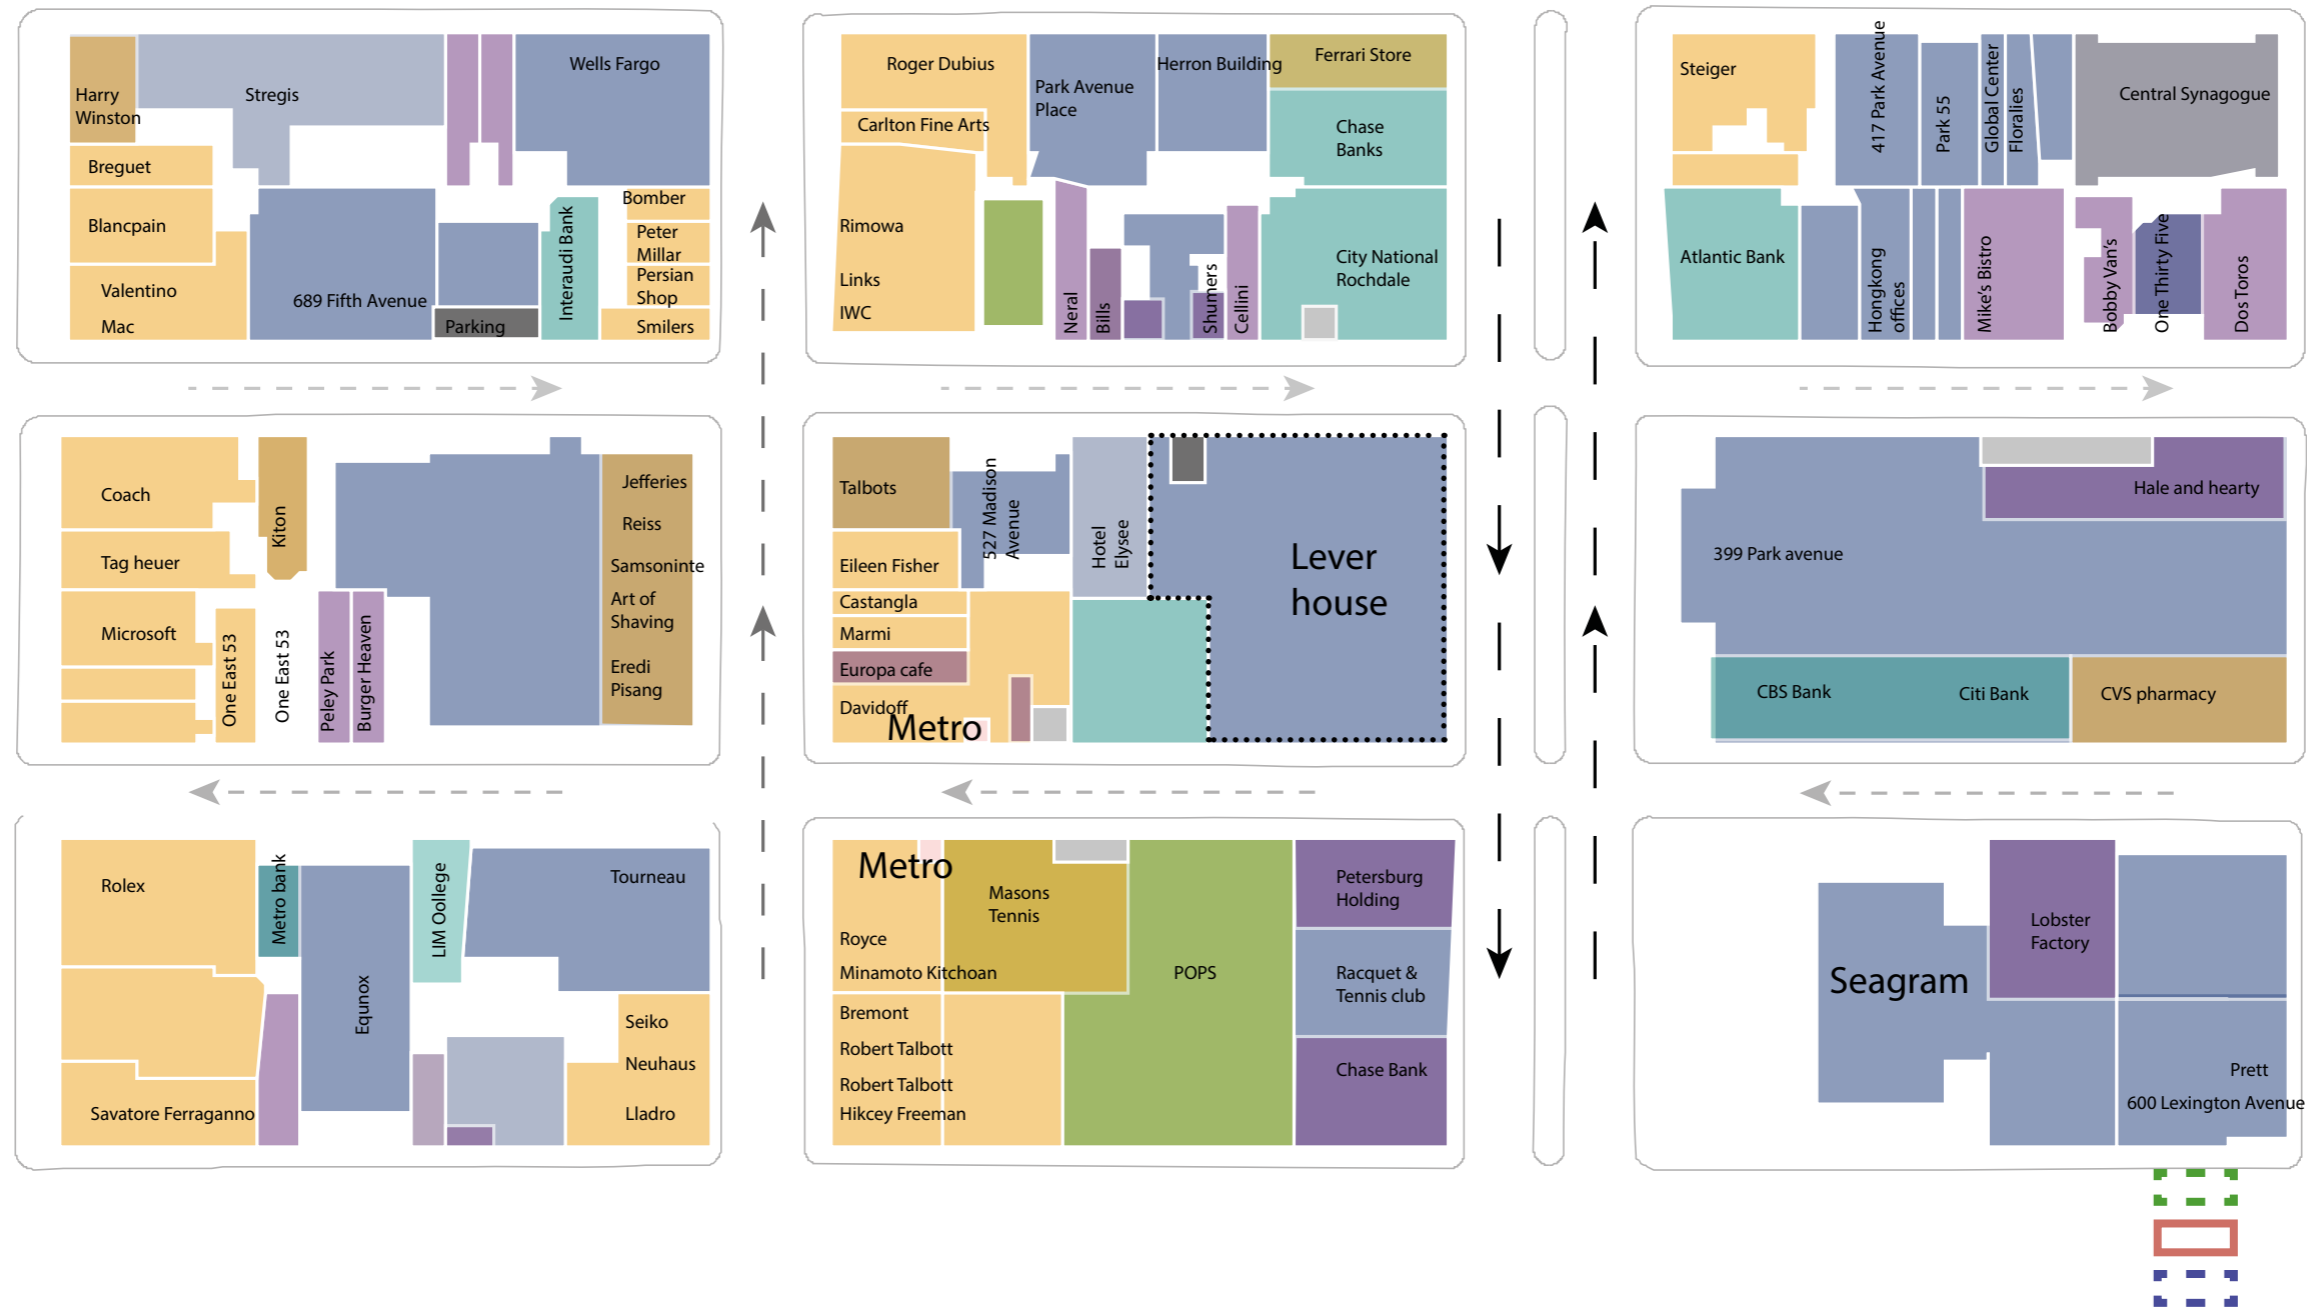 Harry
Winston
Stregis
Wells Fargo
Breguet
Blancpain
Valentino
Mac
689 Fifth Avenue
Parking
Interaudi Bank
Bomber
Peter
Millar
Persian
Shop
Smilers
Roger Dubius
Carlton Fine Arts
Park Avenue
Place
Herron Building
Ferrari Store
Chase
Banks
Rimowa
Links
IWC
Neral
Bills
Shumers
Cellini
City National
Rochdale
Steiger
417 Park Avenue
Park 55
Global Center
Floralies
Central Synagogue
Atlantic Bank
Hongkong
offices
Mike's Bistro
Bobby Van's
One Thirty Five
Dos Toros
Coach
Kiton
Tag heuer
Microsoft
One East 53
One East 53
Peley Park
Burger Heaven
Jefferies
Reiss
Samsoninte
Art of
Shaving
Eredi
Pisang
Talbots
527 Madison
Avenue
Hotel
Elysee
Eileen Fisher
Castangla
Marmi
Europa cafe
Davidoff
Metro
Lever
house
Hale and hearty
399 Park avenue
CBS Bank
Citi Bank
CVS pharmacy
Rolex
Metro bank
Equnox
LIM Oollege
Tourneau
Savatore Ferraganno
Seiko
Neuhaus
Lladro
Metro
Masons
Tennis
Royce
Minamoto Kitchoan
Bremont
Robert Talbott
Robert Talbott
Hikcey Freeman
POPS
Petersburg
Holding
Racquet &
Tennis club
Chase Bank
Seagram
Lobster
Factory
Prett
600 Lexington Avenue